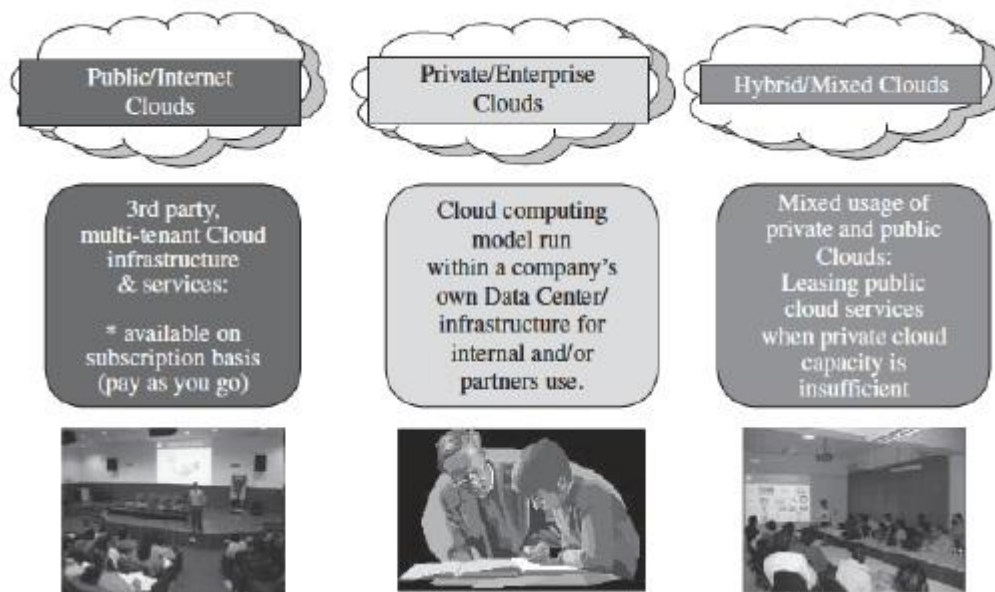 Public/Internet
Clouds
Private/Enterprise
Clouds
Hybrid/Mixed Clouds
3rd party,
multi-tenant Cloud
infrastructure
& services:
* available on
subscription basis
(pay as you go)
Cloud computing
model run
within a company's
own Data Center/
infrastructure for
internal and/or
partners use.
Mixed usage of
private and public
Clouds:
Leasing public
cloud services
when private cloud
capacity is
insufficient